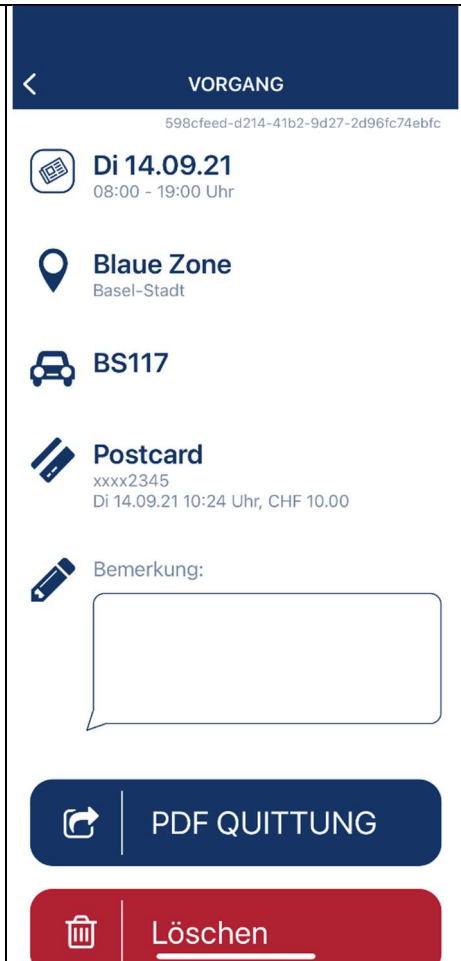 VORGANG
598cfeed-d214-41b2-9d27-2d96fc74ebfc
Di 14.09.21
08:00 - 19:00 Uhr
Blaue Zone
Basel-Stadt
BS117
Postcard
xxxx2345
Di 14.09.21 10:24 Uhr, CHF 10.00
Bemerkung:
PDF QUITTUNG
Löschen